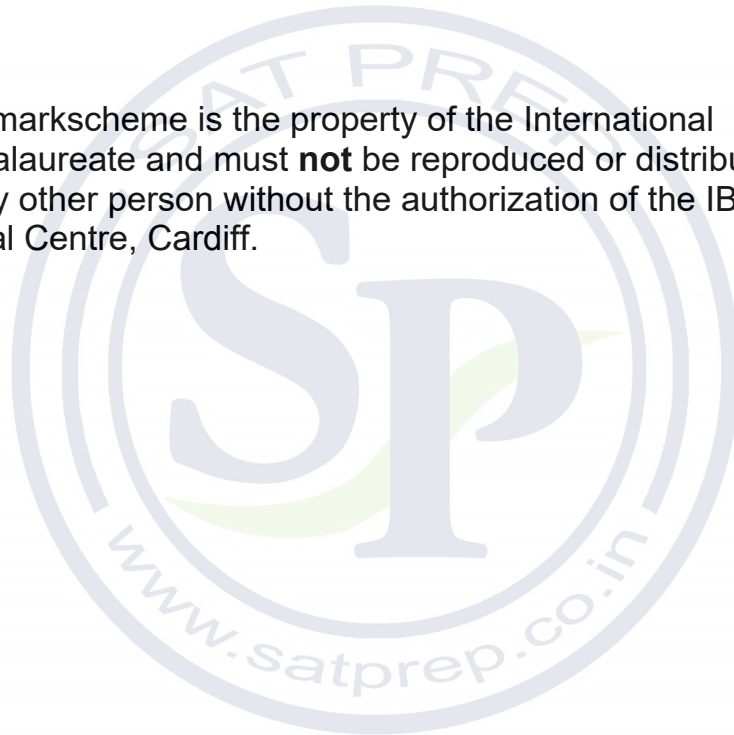 SAT PREP
markscheme is the property of the International
alaureate and must not be reproduced or distribu
y other person without the authorization of the IB
al Centre, Cardiff.
SP
www.satprep.co.in